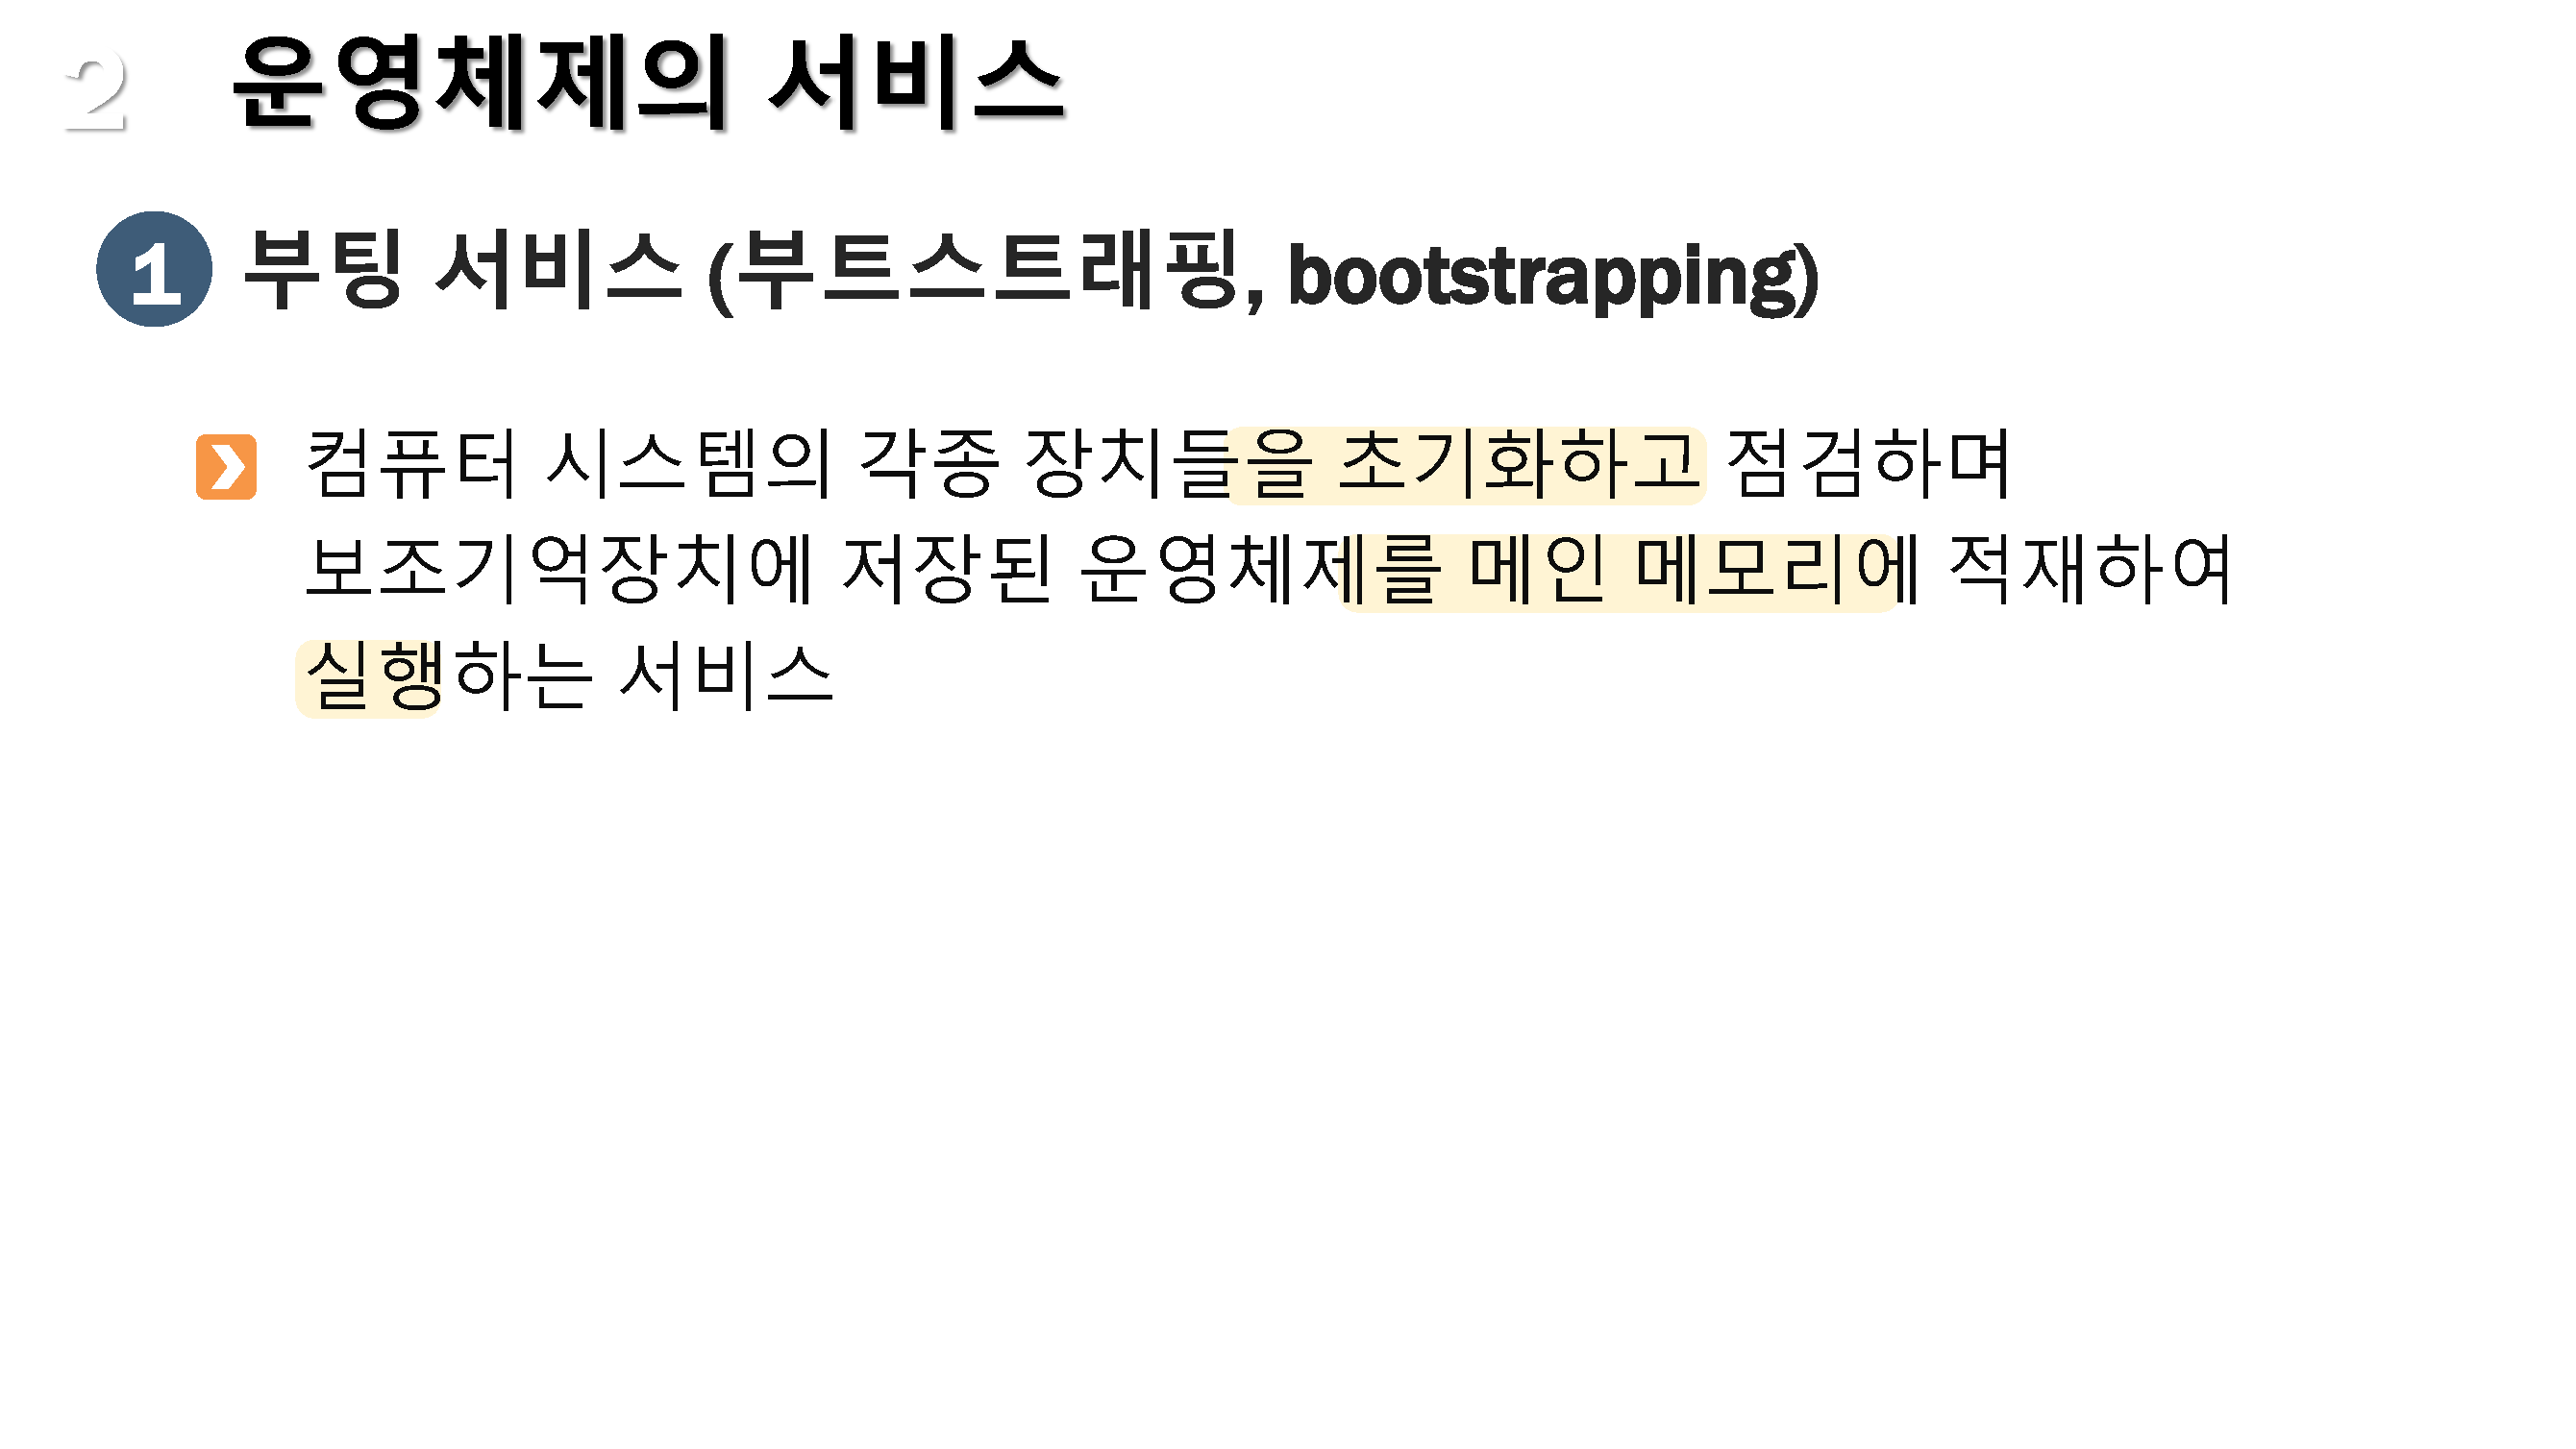 2 운영체제의 서비스
1 부팅 서비스 (부트스트래핑, bootstrapping)
컴퓨터 시스템의 각종 장치들을 초기화하고 점검하며
보조기억장치에 저장된 운영체제를 메인 메모리에 적재하여
실행하는 서비스